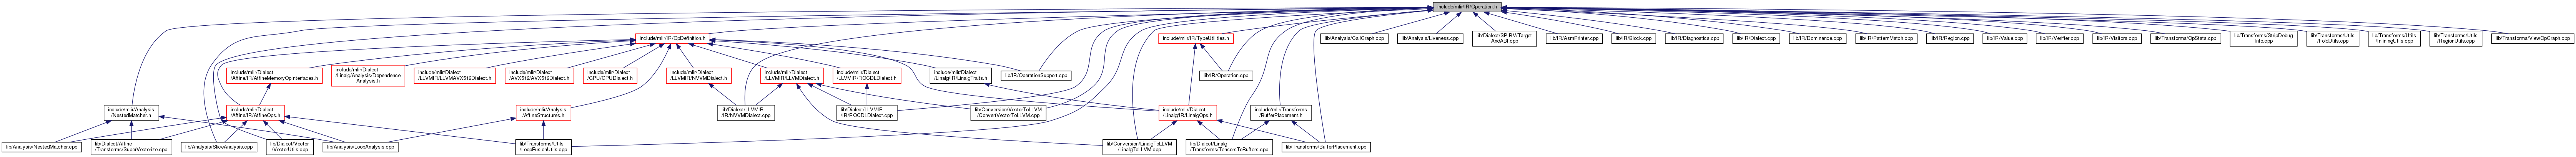 include/mlir/IR/Operation.h
include/mlir/IR/OpDefinition.h
include/mlir/IR/TypeUtilities.h
lib/Analysis/CallGraph.cpp
lib/Analysis/Liveness.cpp
lib/Dialect/SPIRV/Target
AndABI.cpp
lib/IR/AsmPrinter.cpp
lib/IR/Block.cpp
lib/IR/Diagnostics.cpp
lib/IR/Dialect.cpp
lib/IR/Dominance.cpp
lib/IR/PatternMatch.cpp
lib/IR/Region.cpp
lib/IR/Value.cpp
lib/IR/Verifier.cpp
lib/IR/Visitors.cpp
lib/Transforms/OpStats.cpp
lib/Transforms/StripDebug
Info.cpp
lib/Transforms/Utils
/FoldUtils.cpp
lib/Transforms/Utils
/InliningUtils.cpp
lib/Transforms/Utils
/RegionUtils.cpp
lib/Transforms/ViewOpGraph.cpp
include/mlir/Dialect
/Affine/IR/AffineMemoryOpInterfaces.h
include/mlir/Dialect
/Linalg/Analysis/Dependence
Analysis.h
include/mlir/Dialect
/LLVMIR/LLVMAVX512Dialect.h
include/mlir/Dialect
/AVX512/AVX512Dialect.h
include/mlir/Dialect
/GPU/GPUDialect.h
include/mlir/Dialect
/LLVMIR/NVVMDialect.h
include/mlir/Dialect
/LLVMIR/LLVMDialect.h
include/mlir/Dialect
/LLVMIR/ROCDLDialect.h
include/mlir/Dialect
/Linalg/IR/LinalgTraits.h
lib/IR/OperationSupport.cpp
lib/IR/Operation.cpp
include/mlir/Analysis
/NestedMatcher.h
include/mlir/Dialect
/Affine/IR/AffineOps.h
include/mlir/Analysis
/AffineStructures.h
lib/Dialect/LLVMIR
/IR/NVVMDialect.cpp
lib/Dialect/LLVMIR
/IR/ROCDLDialect.cpp
lib/Conversion/VectorToLLVM
/ConvertVectorToLLVM.cpp
include/mlir/Dialect
/Linalg/IR/LinalgOps.h
include/mlir/Transforms
/BufferPlacement.h
lib/Analysis/NestedMatcher.cpp
lib/Dialect/Affine
/Transforms/SuperVectorize.cpp
lib/Analysis/SliceAnalysis.cpp
lib/Dialect/Vector
/VectorUtils.cpp
lib/Analysis/LoopAnalysis.cpp
lib/Transforms/Utils
/LoopFusionUtils.cpp
lib/Conversion/LinalgToLLVM
/LinalgToLLVM.cpp
lib/Dialect/Linalg
/Transforms/TensorsToBuffers.cpp
lib/Transforms/BufferPlacement.cpp